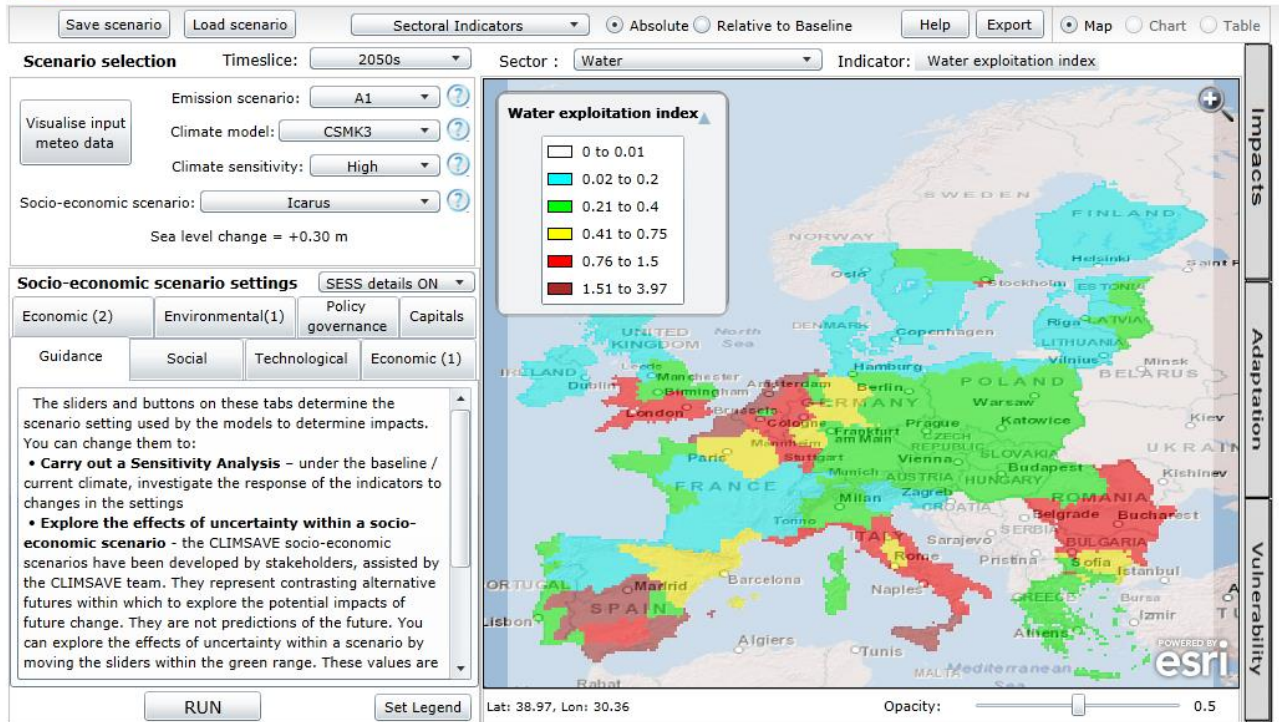 Save scenario
Load scenario
Sectoral Indicators
Absolute
Relative to Baseline
Help
Export
Map
Chart
Table
Scenario selection
Timeslice:
2050s
Sector :
Water
Indicator:
Water exploitation index
Visualise input
meteo data
Emission scenario:
A1
?
Climate model:
CSMK3
?
Climate sensitivity:
High
?
Socio-economic scenario:
Icarus
?
Sea level change = +0.30 m
Socio-economic scenario settings
SESS details ON
Economic (2)
Environmental(1)
Policy
governance
Capitals
Guidance
Social
Technological
Economic (1)
The sliders and buttons on these tabs determine the
scenario setting used by the models to determine impacts.
You can change them to:
• Carry out a Sensitivity Analysis – under the baseline /
current climate, investigate the response of the indicators to
changes in the settings
• Explore the effects of uncertainty within a socio-
economic scenario - the CLIMSAVE socio-economic
scenarios have been developed by stakeholders, assisted by
the CLIMSAVE team. They represent contrasting alternative
futures within which to explore the potential impacts of
future change. They are not predictions of the future. You
can explore the effects of uncertainty within a scenario by
moving the sliders within the green range. These values are
RUN
Set Legend
Water exploitation index
0 to 0.01
0.02 to 0.2
0.21 to 0.4
0.41 to 0.75
0.76 to 1.5
1.51 to 3.97
SWEDEN
FINLAND
NORWAY
Helsinki
Oslo
Stockholm
ESTONIA
Riga
LATVIA
UNITED
KINGDOM
North
Sea
DENMARK
Copenhagen
LITHUANIA
Vilnius
Minsk
BELARUS
IRELAND
Dublin
Leeds
Manchester
Birmingham
Amsterdam
Hamburg
Berlin
POLAND
Warsaw
London
Brussels
GERMANY
Cologne
Frankfurt
am Main
Prague
Katowice
Kiev
CZECH
REPUBLIC
SLOVAKIA
Paris
Mannheim
Stuttgart
Vienna
Budapest
Kishinev
Munich
AUSTRIA
HUNGARY
FRANCE
Milan
Zagreb
CROATIA
ROMANIA
Torino
Belgrade
Bucharest
SERBIA
ITALY
Sarajevo
BULGARIA
Rome
Pristina
Sofia
Istanbul
Madrid
Barcelona
Naples
SPAIN
GREECE
Bursa
Lisbon
Izmir
Algiers
Tunis
Athens
MALTA
Mediterranean
Sea
Rabat
POWERED BY
esri
Lat: 38.97, Lon: 30.36
Opacity:
0.5
Impacts
Adaptation
Vulnerability